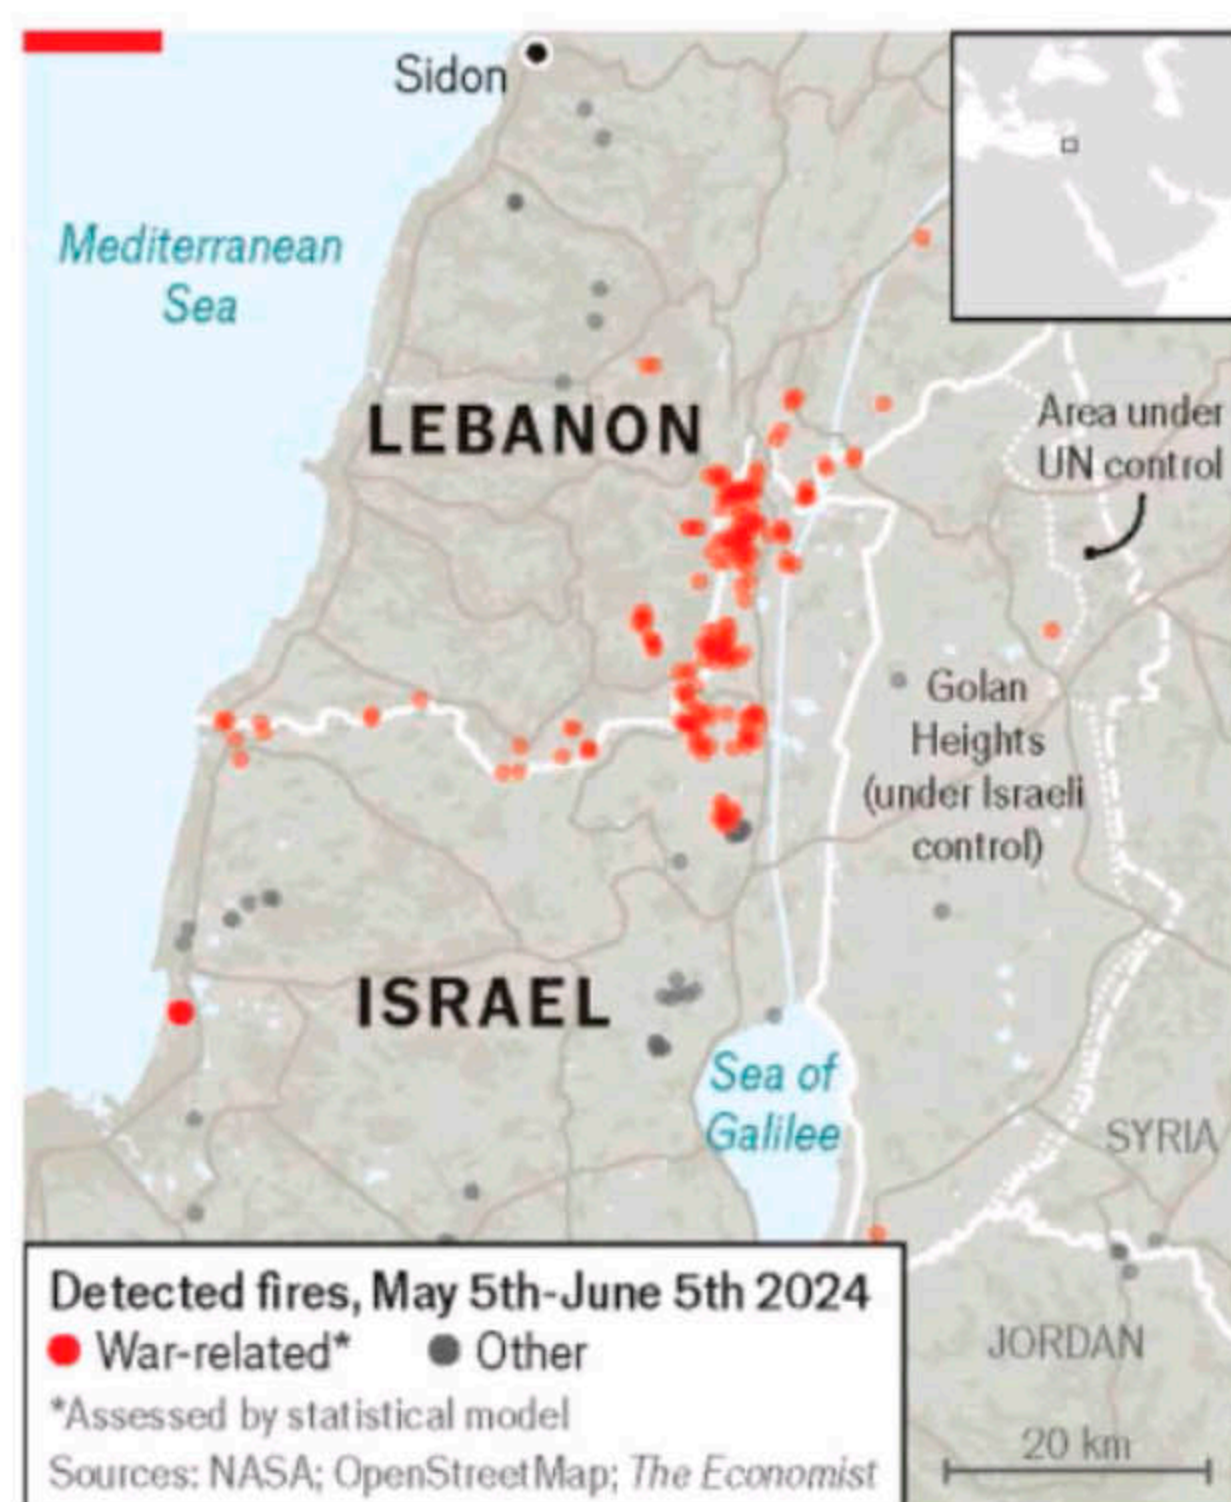 Sidon
Mediterranean
Sea
LEBANON
Area under
UN control
Golan
Heights
(under Israeli
control)
ISRAEL
Sea of
Galilee
SYRIA
JORDAN
20 km
Detected fires, May 5th-June 5th 2024
War-related* Other
*Assessed by statistical model
Sources: NASA; OpenStreetMap; The Economist